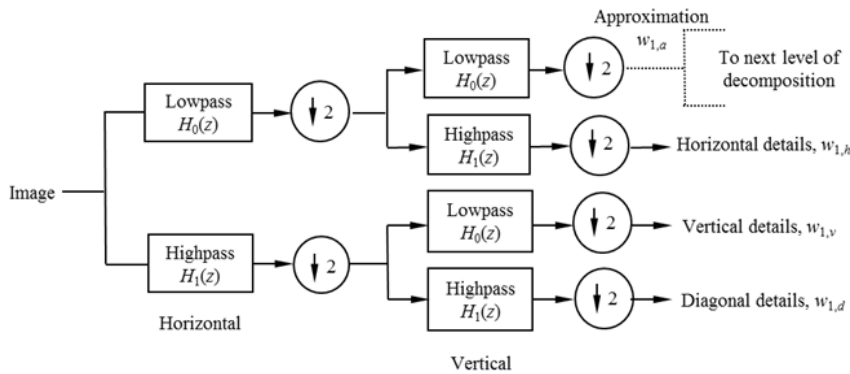 Approximation
w₁,ₐ
Lowpass
H₀(z)
↓ 2
To next level of
decomposition
Lowpass
H₀(z)
↓ 2
Highpass
H₁(z)
↓ 2
Horizontal details, w₁,ₕ
Image
Lowpass
H₀(z)
↓ 2
Vertical details, w₁,ᵥ
Highpass
H₁(z)
↓ 2
Highpass
H₁(z)
↓ 2
Diagonal details, w₁,d
Horizontal
Vertical